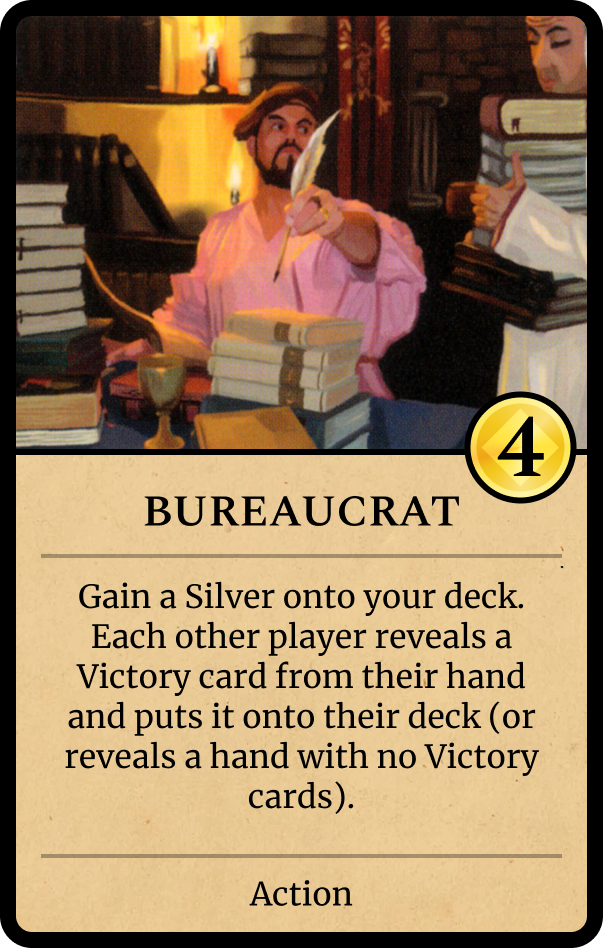 4
BUREAUCRAT
Gain a Silver onto your deck.
Each other player reveals a
Victory card from their hand
and puts it onto their deck (or
reveals a hand with no Victory
cards).
Action